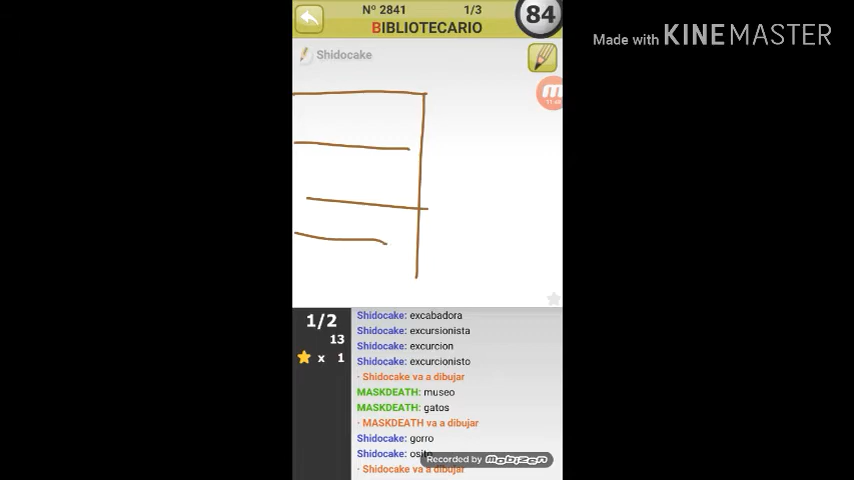 Nº 2841 1/3
84
BIBLIOTECARIO
Made with KINEMASTER
Shidocake
1/2
13
x 1
Shidocake: excabadora
Shidocake: excursionista
Shidocake: excurcion
Shidocake: excurcionisto
· Shidocake va a dibujar
MASKDEATH: museo
MASKDEATH: gatos
· MASKDEATH va a dibujar
Shidocake: gorro
Shidocake: osito
Recorded by mobizen
· Shidocake va a dibujar